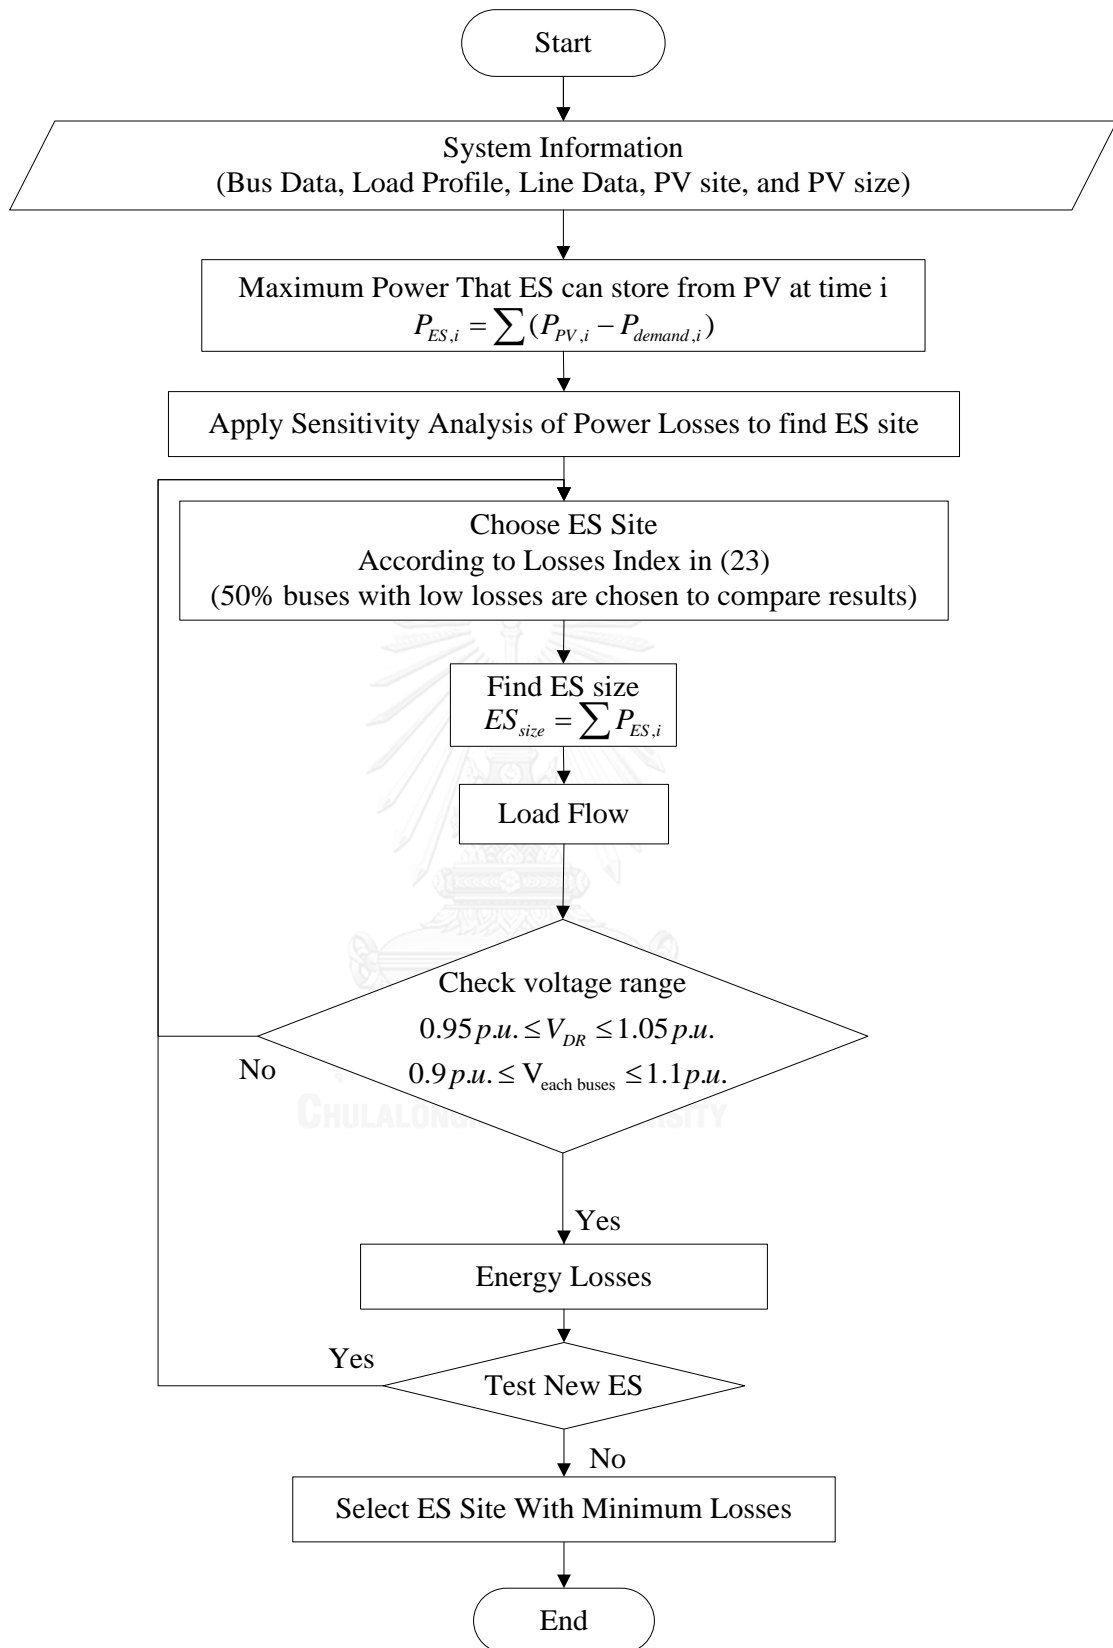 Start
System Information
(Bus Data, Load Profile, Line Data, PV site, and PV size)
Maximum Power That ES can store from PV at time i
P_{ES,i} = ∑(P_{PV,i} − P_{demand,i})
Apply Sensitivity Analysis of Power Losses to find ES site
Choose ES Site
According to Losses Index in (23)
(50% buses with low losses are chosen to compare results)
Find ES size
ES_{size} = ∑ P_{ES,i}
Load Flow
Check voltage range
0.95 p.u. ≤ V_{DR} ≤ 1.05 p.u.
0.9 p.u. ≤ V_{each buses} ≤ 1.1 p.u.
No
Yes
Energy Losses
Yes
Test New ES
No
Select ES Site With Minimum Losses
End